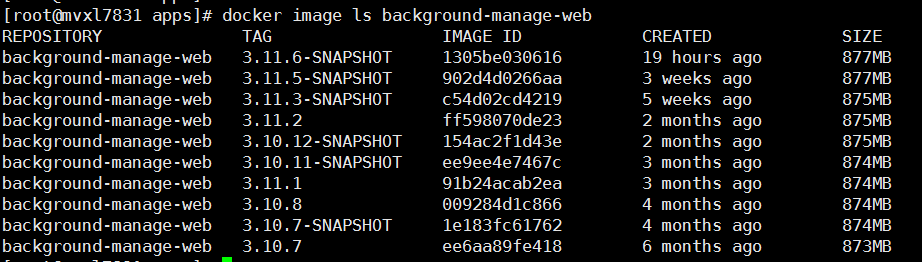 [root@mvxl7831 apps]# docker image ls background-manage-web
REPOSITORY TAG IMAGE ID CREATED SIZE
background-manage-web 3.11.6-SNAPSHOT 1305be030616 19 hours ago 877MB
background-manage-web 3.11.5-SNAPSHOT 902d4d0266aa 3 weeks ago 877MB
background-manage-web 3.11.3-SNAPSHOT c54d02cd4219 5 weeks ago 875MB
background-manage-web 3.11.2 ff598070de23 2 months ago 875MB
background-manage-web 3.10.12-SNAPSHOT 154ac2f1d43e 2 months ago 875MB
background-manage-web 3.10.11-SNAPSHOT ee9ee4e7467c 3 months ago 874MB
background-manage-web 3.11.1 91b24acab2ea 3 months ago 874MB
background-manage-web 3.10.8 009284d1c866 4 months ago 874MB
background-manage-web 3.10.7-SNAPSHOT 1e183fc61762 4 months ago 874MB
background-manage-web 3.10.7 ee6aa89fe418 6 months ago 873MB